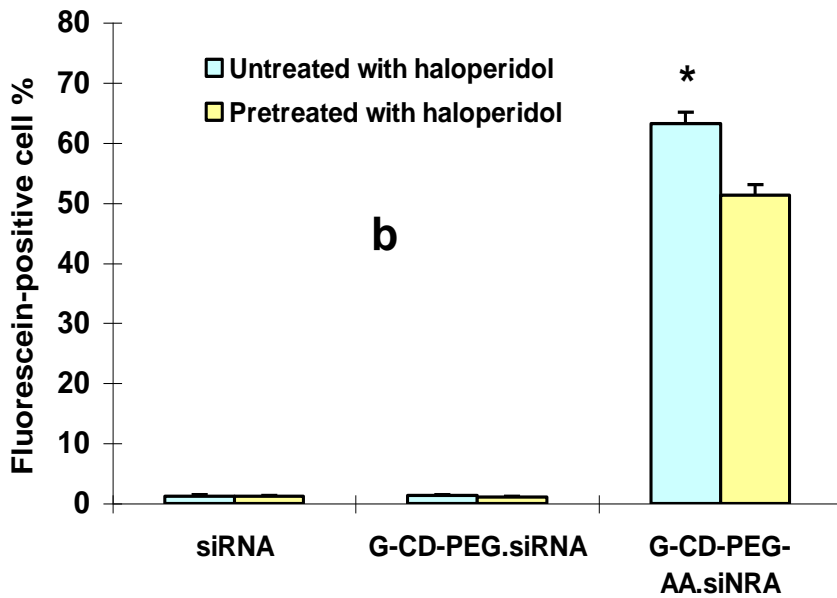 Fluorescein-positive cell %
80
70
60
50
40
30
20
10
0
Untreated with haloperidol
Pretreated with haloperidol
*
b
siRNA
G-CD-PEG.siRNA
G-CD-PEG-
AA.siNRA